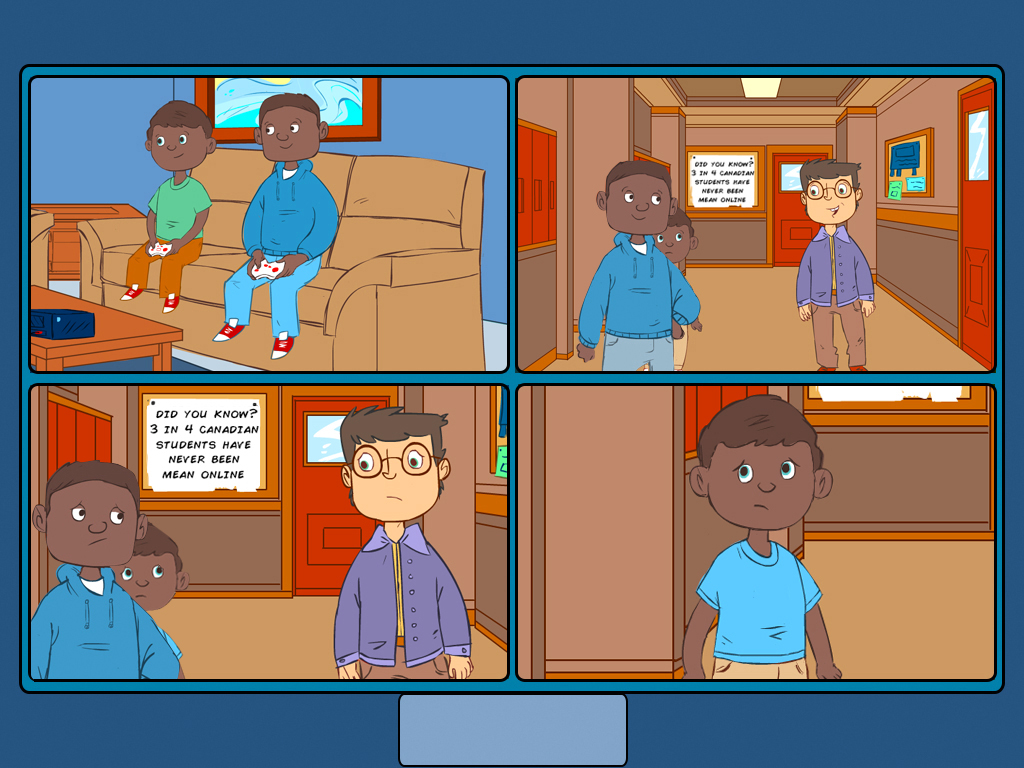 DID YOU KNOW?
3 IN 4 CANADIAN
STUDENTS HAVE
NEVER BEEN
MEAN ONLINE
DID YOU KNOW?
3 IN 4 CANADIAN
STUDENTS HAVE
NEVER BEEN
MEAN ONLINE